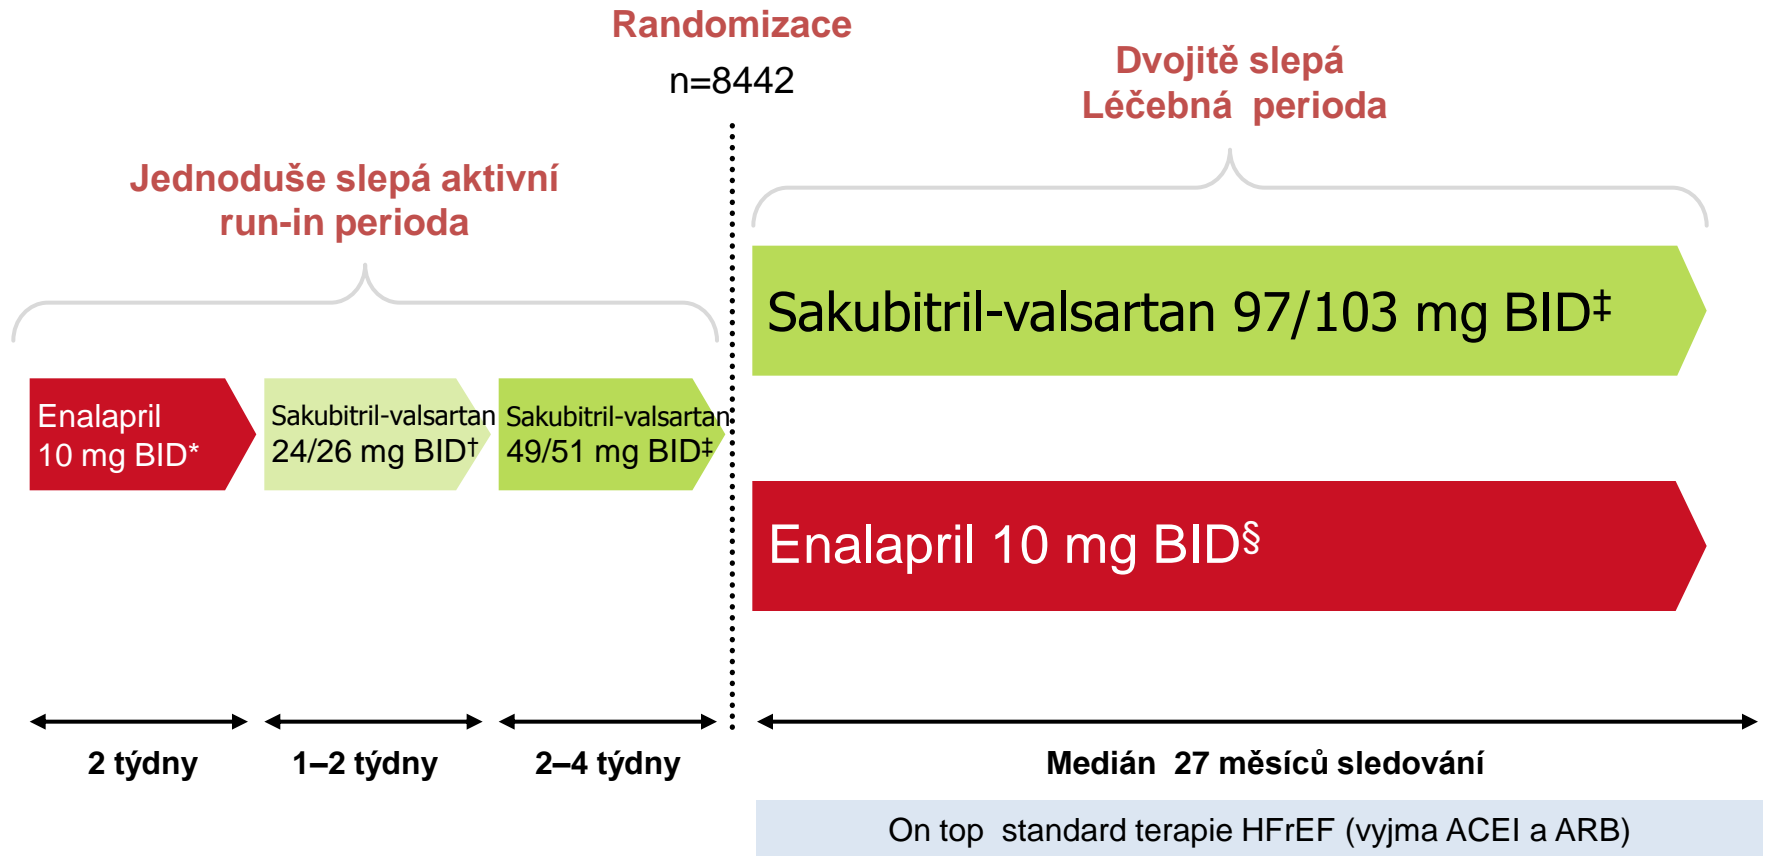 Randomizace
n=8442
Dvojitě slepá
Léčebná  perioda
Jednoduše slepá aktivní
run-in perioda
Sakubitril-valsartan 97/103 mg BID‡
Enalapril
10 mg BID*
Sakubitril-valsartan
24/26 mg BID†
Sakubitril-valsartan
49/51 mg BID‡
Enalapril 10 mg BID§
2 týdny
1–2 týdny
2–4 týdny
Medián  27 měsíců sledování
On top  standard terapie HFrEF (vyjma ACEI a ARB)